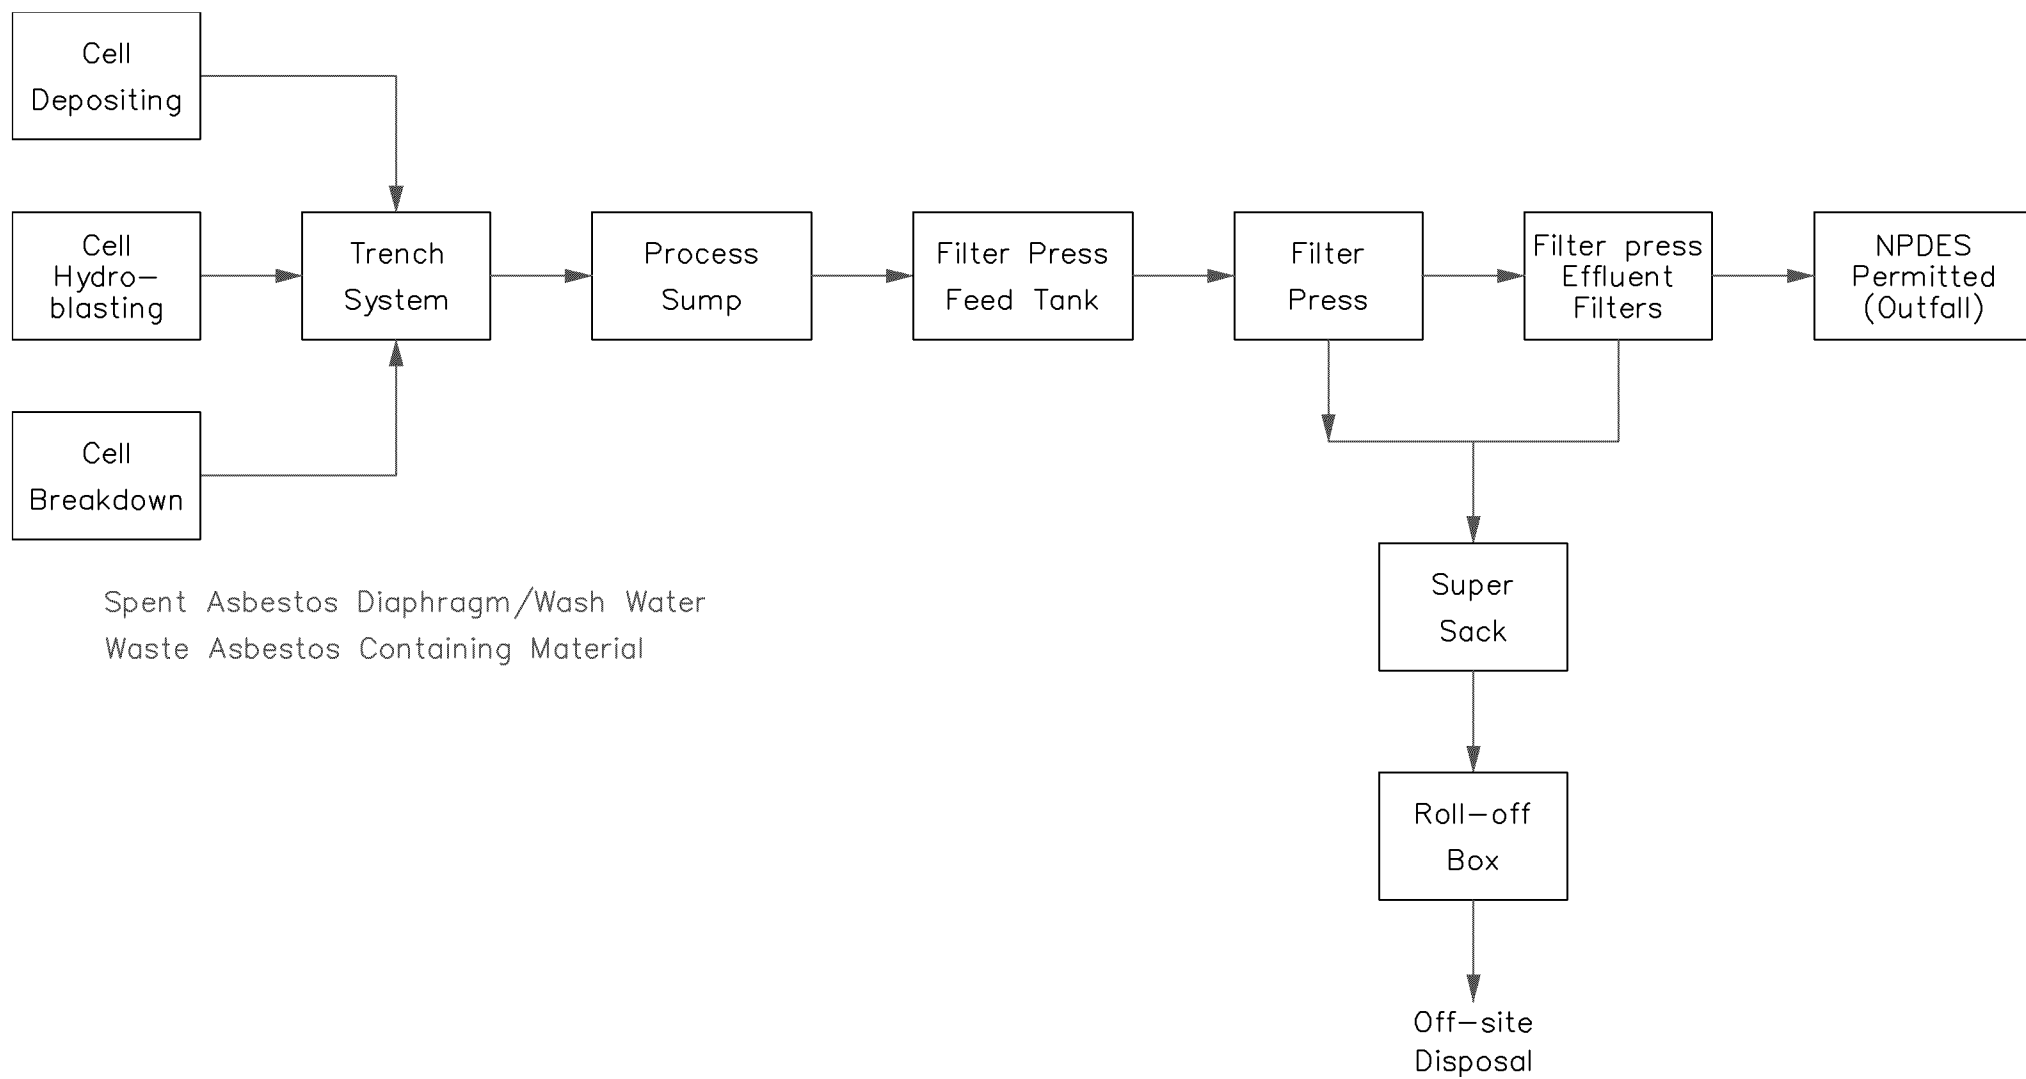 Cell
Depositing
Cell
Hydro-
blasting
Trench
System
Process
Sump
Filter Press
Feed Tank
Filter
Press
Filter press
Effluent
Filters
NPDES
Permitted
(Outfall)
Cell
Breakdown
Spent Asbestos Diaphragm/Wash Water
Waste Asbestos Containing Material
Super
Sack
Roll-off
Box
Off-site
Disposal